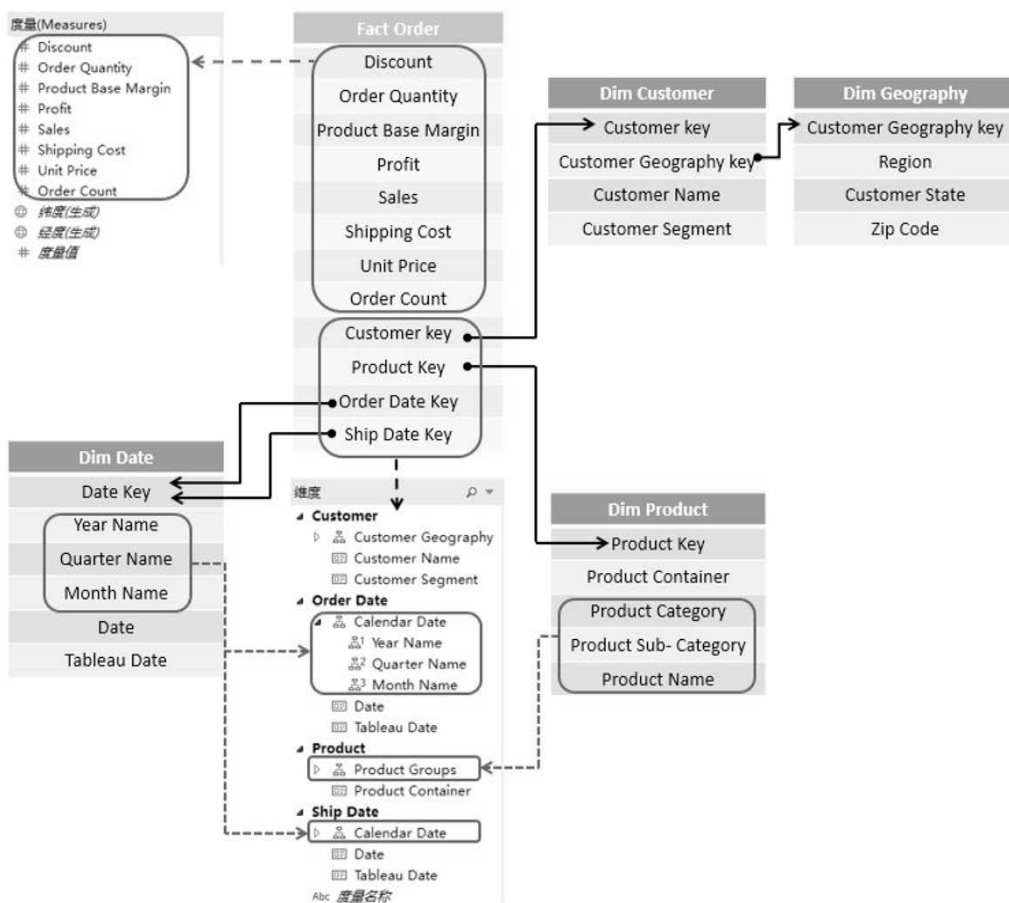 度量(Measures)
# Discount
# Order Quantity
# Product Base Margin
# Profit
# Sales
# Shipping Cost
# Unit Price
# Order Count
纬度(生成)
经度(生成)
# 度量值
Fact Order
Discount
Order Quantity
Product Base Margin
Profit
Sales
Shipping Cost
Unit Price
Order Count
Customer key
Product Key
Order Date Key
Ship Date Key
Dim Customer
Customer key
Customer Geography key
Customer Name
Customer Segment
Dim Geography
Customer Geography key
Region
Customer State
Zip Code
Dim Date
Date Key
Year Name
Quarter Name
Month Name
Date
Tableau Date
维度
Customer
Customer Geography
Customer Name
Customer Segment
Order Date
Calendar Date
1 Year Name
2 Quarter Name
3 Month Name
Date
Tableau Date
Product
Product Groups
Product Container
Ship Date
Calendar Date
Date
Tableau Date
Abc 度量名称
Dim Product
Product Key
Product Container
Product Category
Product Sub- Category
Product Name